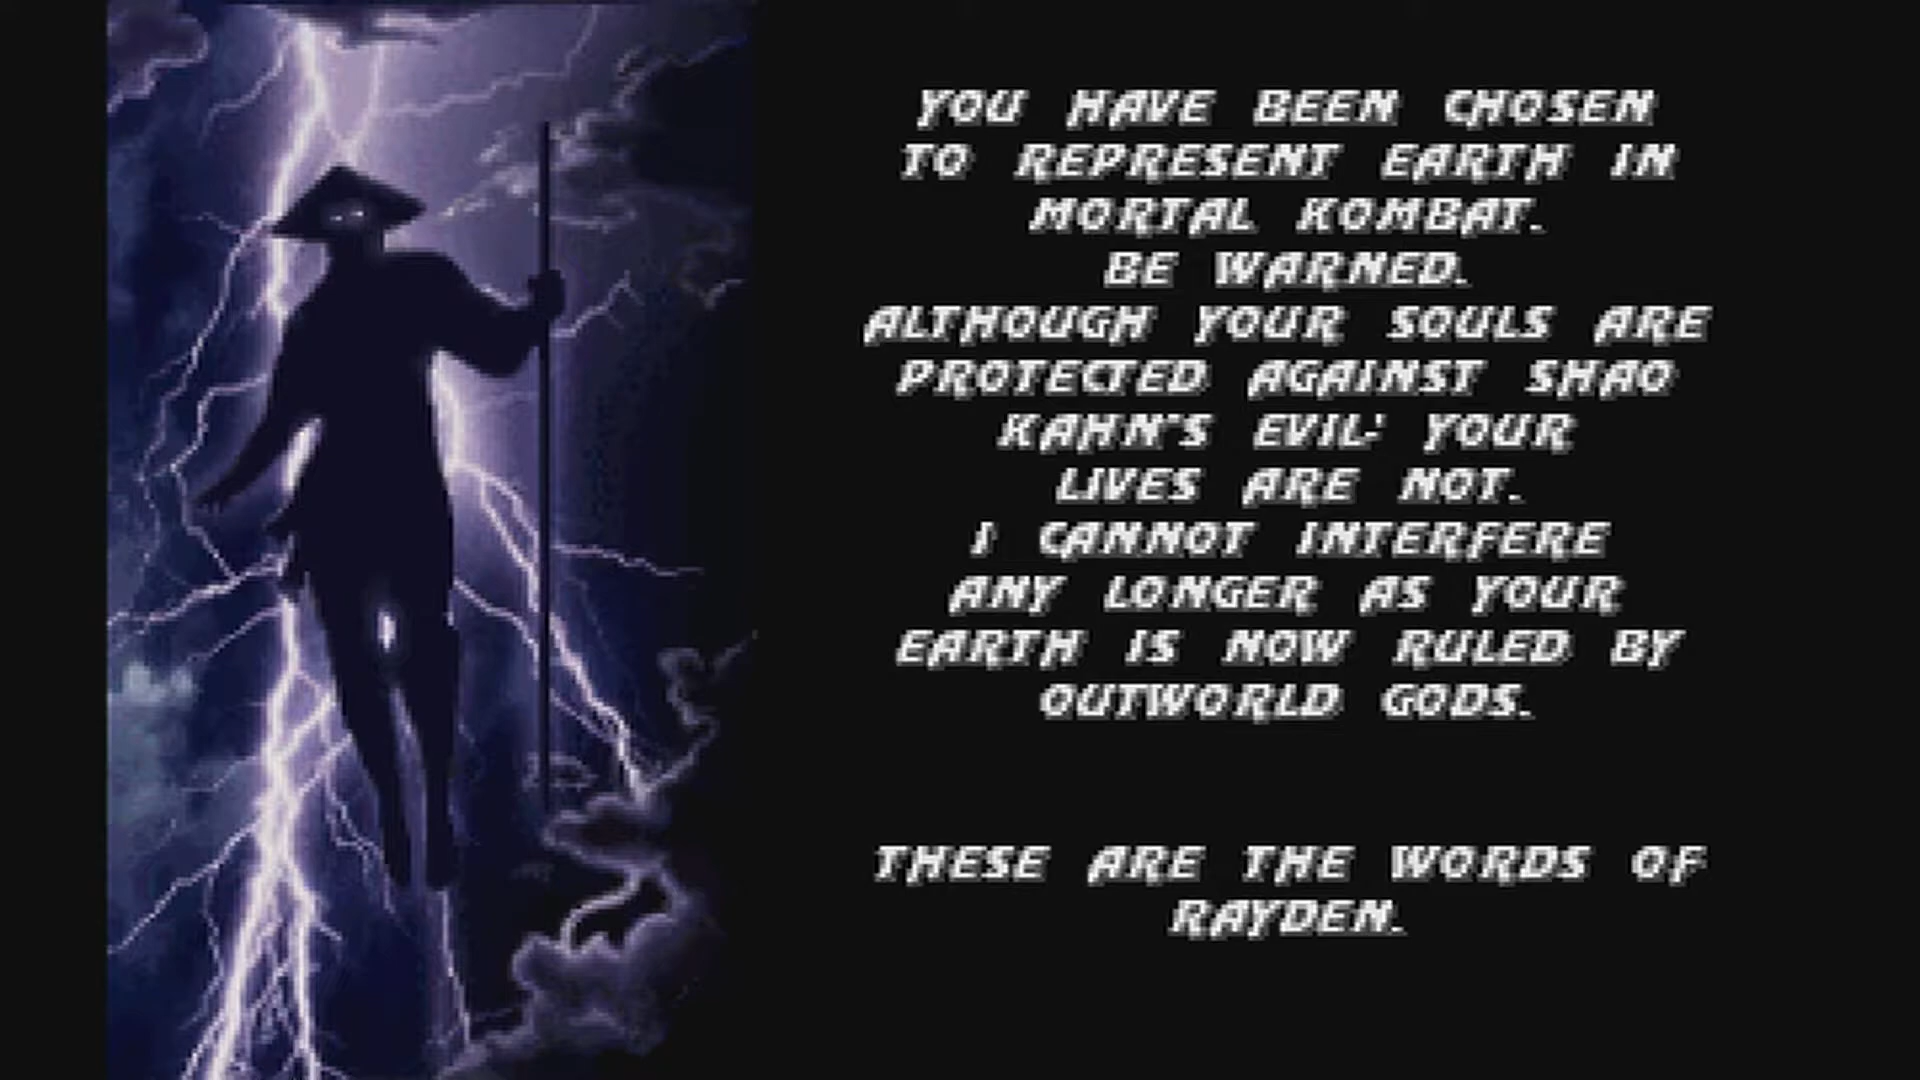 YOU HAVE BEEN CHOSEN
TO REPRESENT EARTH IN
MORTAL KOMBAT.
BE WARNED.
ALTHOUGH YOUR SOULS ARE
PROTECTED AGAINST SHAO
KAHN'S EVIL; YOUR
LIVES ARE NOT.
I CANNOT INTERFERE
ANY LONGER AS YOUR
EARTH IS NOW RULED BY
OUTWORLD GODS.
THESE ARE THE WORDS OF
RAYDEN.